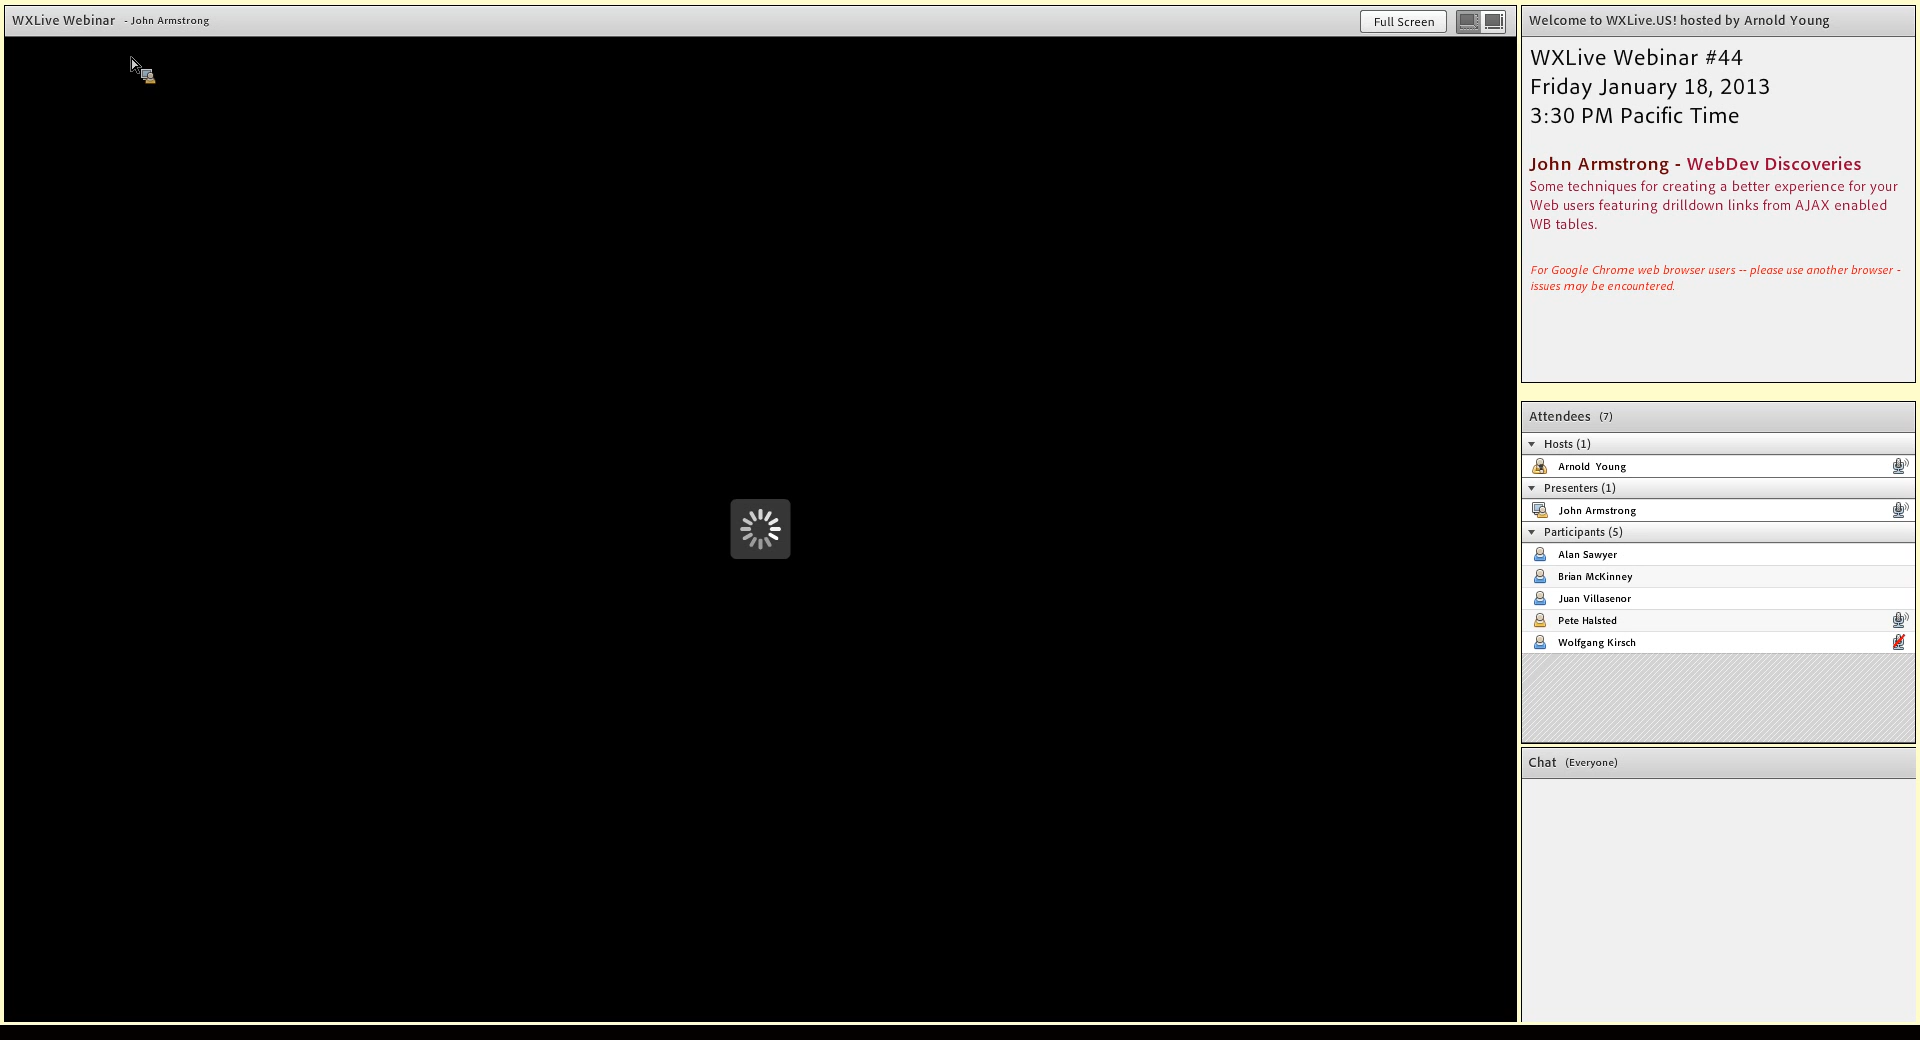 WXLive Webinar - John Armstrong
Full Screen
Welcome to WXLive.US! hosted by Arnold Young
WXLive Webinar #44
Friday January 18, 2013
3:30 PM Pacific Time
John Armstrong - WebDev Discoveries
Some techniques for creating a better experience for your
Web users featuring drilldown links from AJAX enabled
WB tables.
For Google Chrome web browser users -- please use another browser -
issues may be encountered.
Attendees (7)
Hosts (1)
Arnold Young
Presenters (1)
John Armstrong
Participants (5)
Alan Sawyer
Brian McKinney
Juan Villasenor
Pete Halsted
Wolfgang Kirsch
Chat (Everyone)